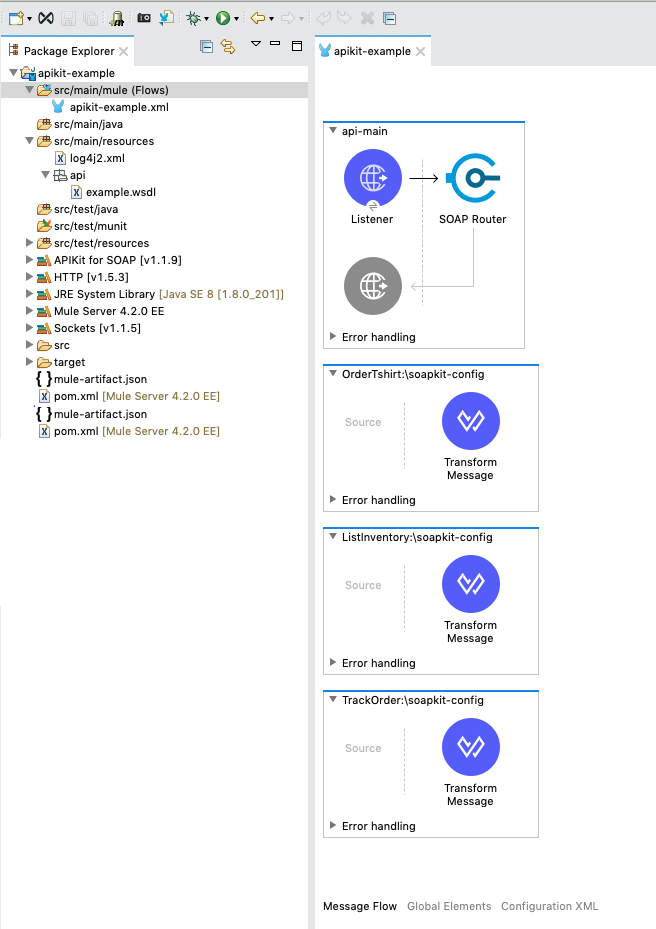 Package Explorer
apikit-example
src/main/mule (Flows)
apikit-example.xml
src/main/java
src/main/resources
log4j2.xml
api
example.wsdl
src/test/java
src/test/munit
src/test/resources
APIKit for SOAP [v1.1.9]
HTTP [v1.5.3]
JRE System Library [Java SE 8 [1.8.0_201]]
Mule Server 4.2.0 EE
Sockets [v1.1.5]
src
target
{ } mule-artifact.json
pom.xml [Mule Server 4.2.0 EE]
{ } mule-artifact.json
pom.xml [Mule Server 4.2.0 EE]
apikit-example
api-main
Listener
SOAP Router
Error handling
OrderTshirt:\soapkit-config
Source
Transform
Message
Error handling
ListInventory:\soapkit-config
Source
Transform
Message
Error handling
TrackOrder:\soapkit-config
Source
Transform
Message
Error handling
Message Flow Global Elements Configuration XML